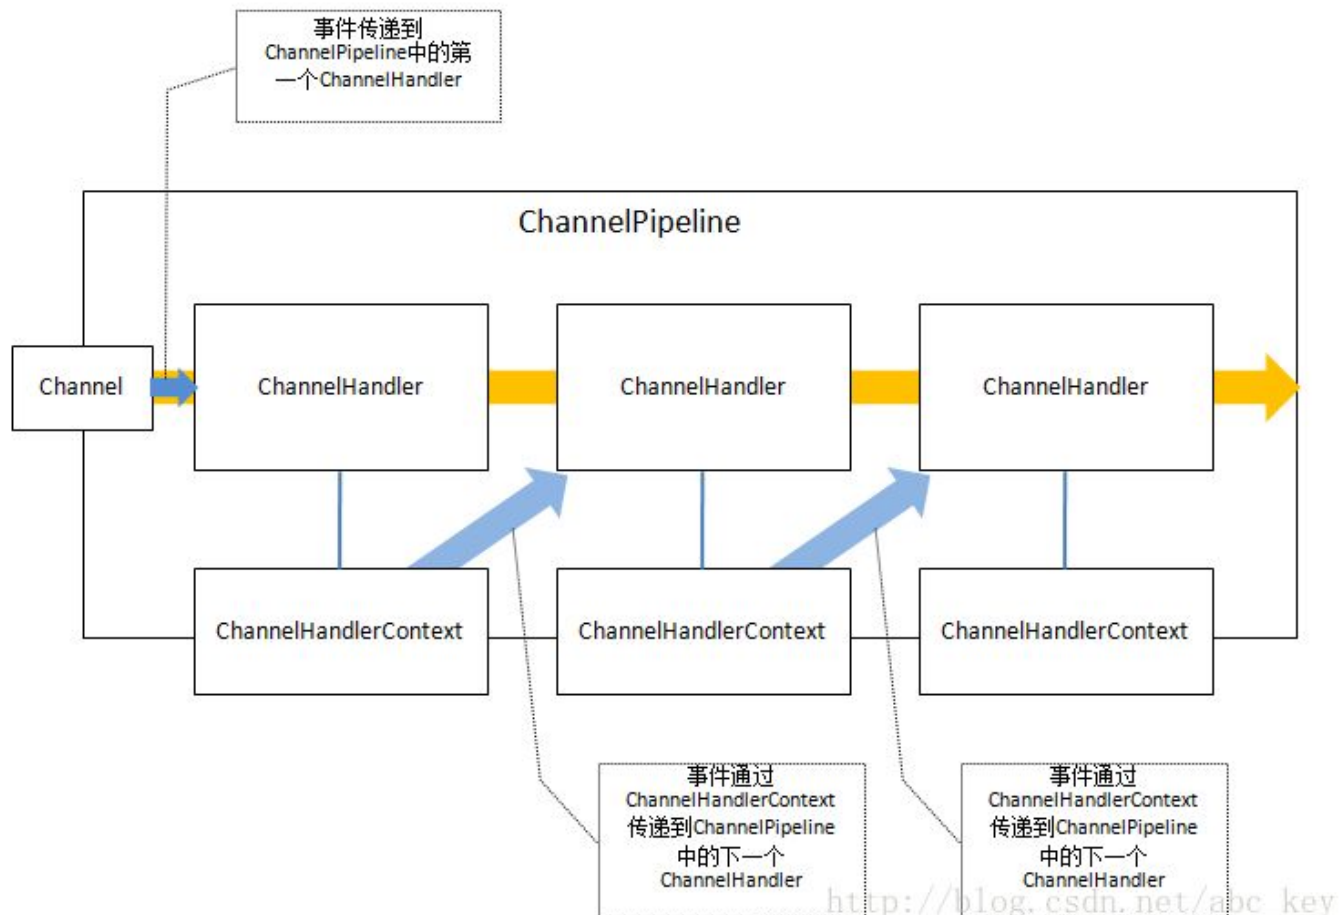 事件传递到
ChannelPipeline中的第
一个ChannelHandler
ChannelPipeline
Channel
ChannelHandler
ChannelHandler
ChannelHandler
ChannelHandlerContext
ChannelHandlerContext
ChannelHandlerContext
事件通过
ChannelHandlerContext
传递到ChannelPipeline
中的下一个
ChannelHandler
事件通过
ChannelHandlerContext
传递到ChannelPipeline
中的下一个
ChannelHandler
http://blog.csdn.net/abc_key